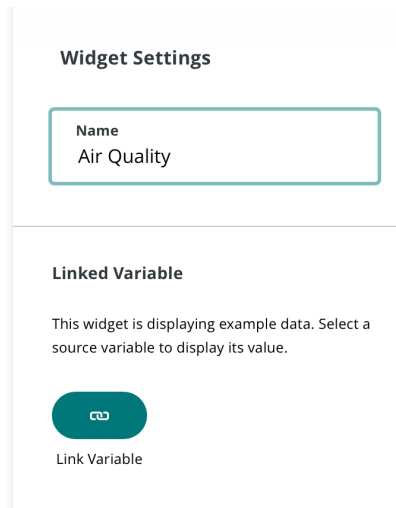 Widget Settings
Name
Air Quality
Linked Variable
This widget is displaying example data. Select a
source variable to display its value.
Link Variable